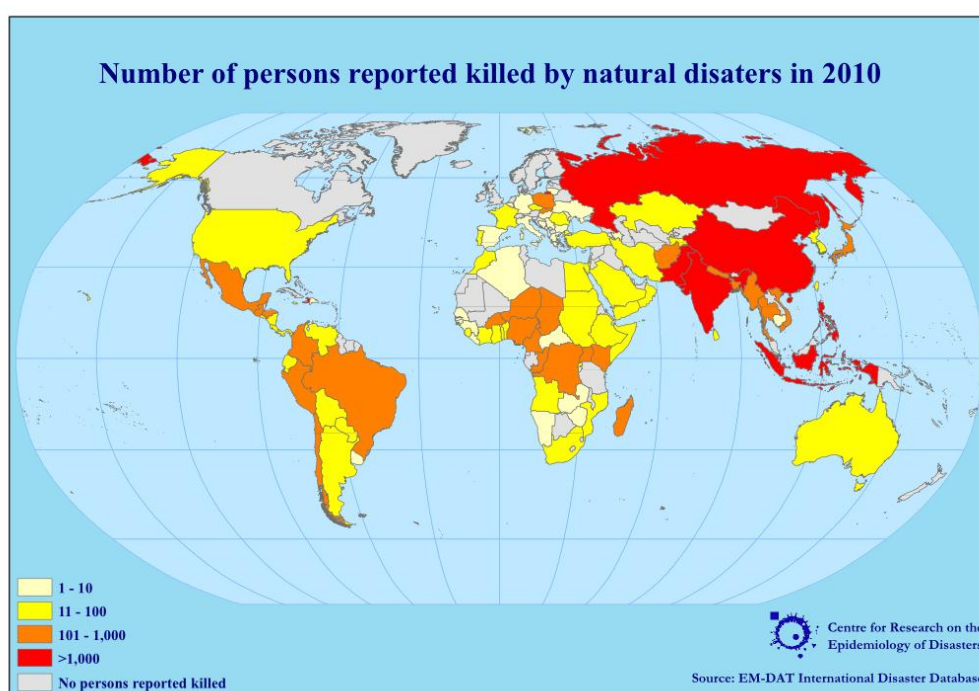 Number of persons reported killed by natural disaters in 2010
1 - 10
11 - 100
101 - 1,000
>1,000
No persons reported killed
Centre for Research on the
Epidemiology of Disasters
Source: EM-DAT International Disaster Database